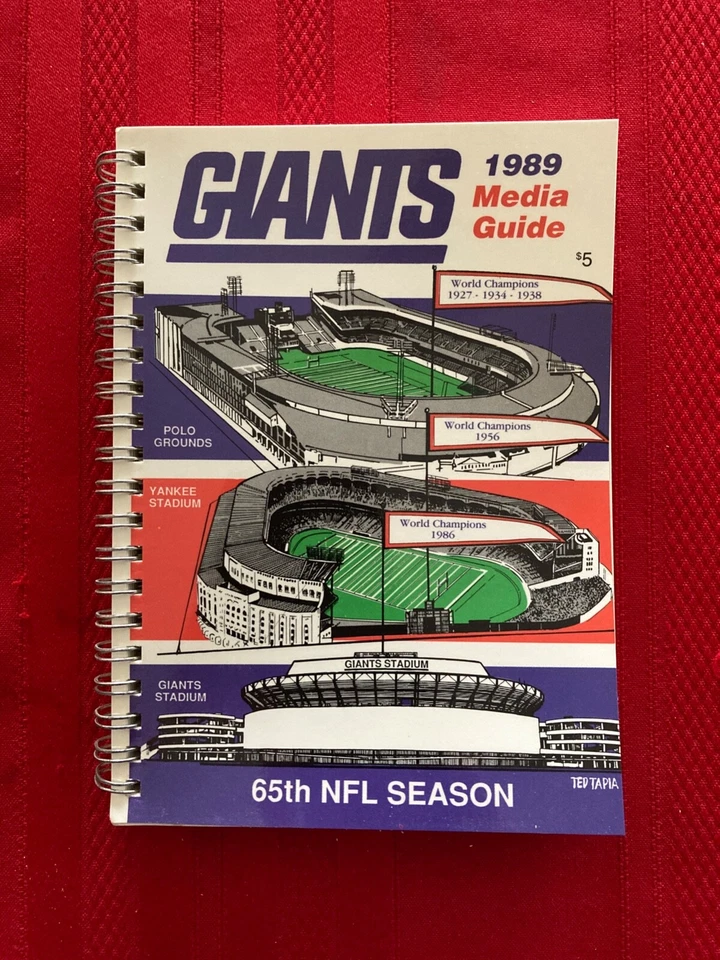 GIANTS
1989
Media
Guide
$5
World Champions
1927 · 1934 · 1938
POLO
GROUNDS
World Champions
1956
YANKEE
STADIUM
World Champions
1986
GIANTS STADIUM
GIANTS
STADIUM
TED TAPIA
65th NFL SEASON